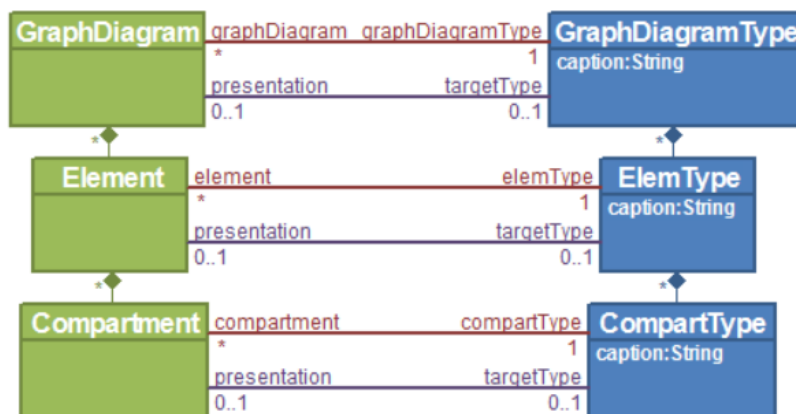 GraphDiagram graphDiagram graphDiagramType GraphDiagramType
* 1 caption:String
presentation targetType
0..1 0..1
* *
Element element elemType ElemType
* 1 caption:String
presentation targetType
0..1 0..1
* *
Compartment compartment compartType CompartType
* 1 caption:String
presentation targetType
0..1 0..1